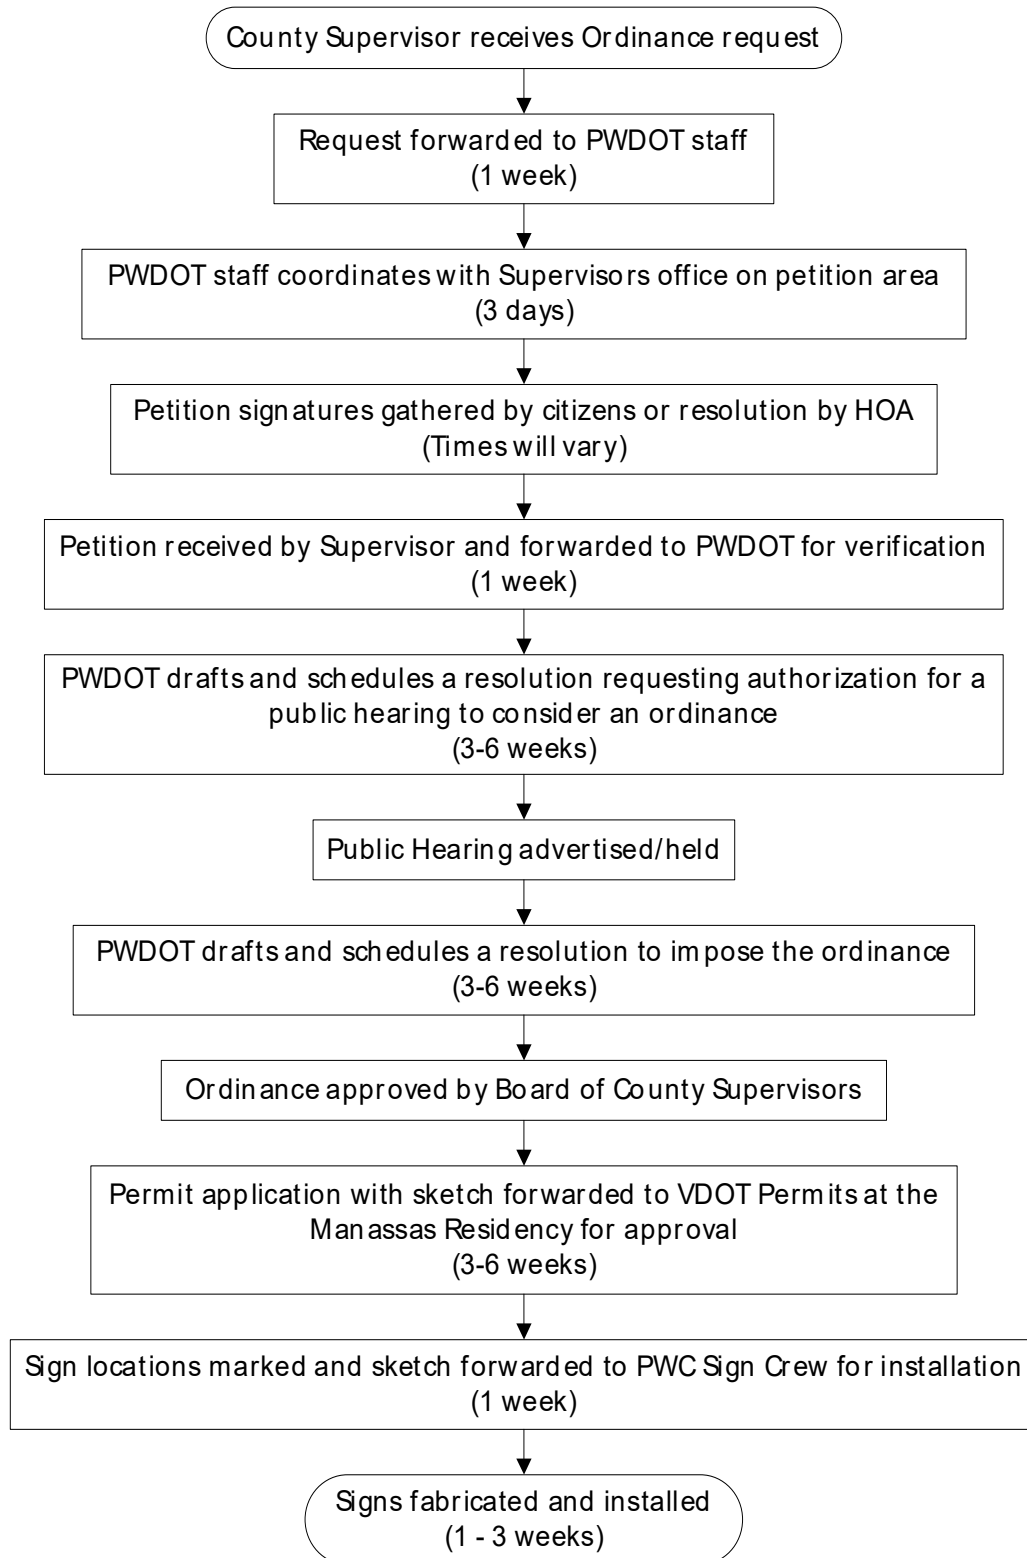 County Supervisor receives Ordinance request
Request forwarded to PWDOT staff
(1 week)
PWDOT staff coordinates with Supervisors office on petition area
(3 days)
Petition signatures gathered by citizens or resolution by HOA
(Times will vary)
Petition received by Supervisor and forwarded to PWDOT for verification
(1 week)
PWDOT drafts and schedules a resolution requesting authorization for a
public hearing to consider an ordinance
(3-6 weeks)
Public Hearing advertised/held
PWDOT drafts and schedules a resolution to impose the ordinance
(3-6 weeks)
Ordinance approved by Board of County Supervisors
Permit application with sketch forwarded to VDOT Permits at the
Manassas Residency for approval
(3-6 weeks)
Sign locations marked and sketch forwarded to PWC Sign Crew for installation
(1 week)
Signs fabricated and installed
(1 - 3 weeks)